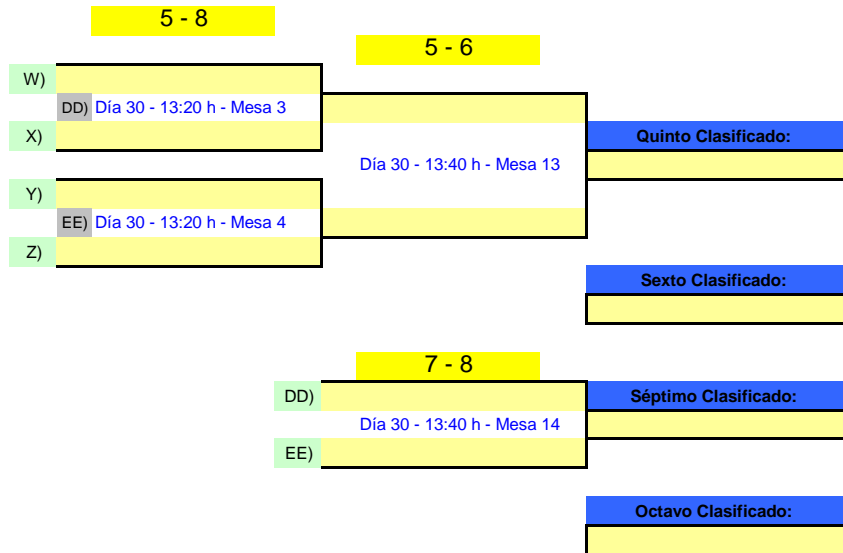 5 - 8
5 - 6
W)
DD) Día 30 - 13:20 h - Mesa 3
X)
Quinto Clasificado:
Día 30 - 13:40 h - Mesa 13
Y)
EE) Día 30 - 13:20 h - Mesa 4
Z)
Sexto Clasificado:
7 - 8
DD)
Séptimo Clasificado:
Día 30 - 13:40 h - Mesa 14
EE)
Octavo Clasificado: